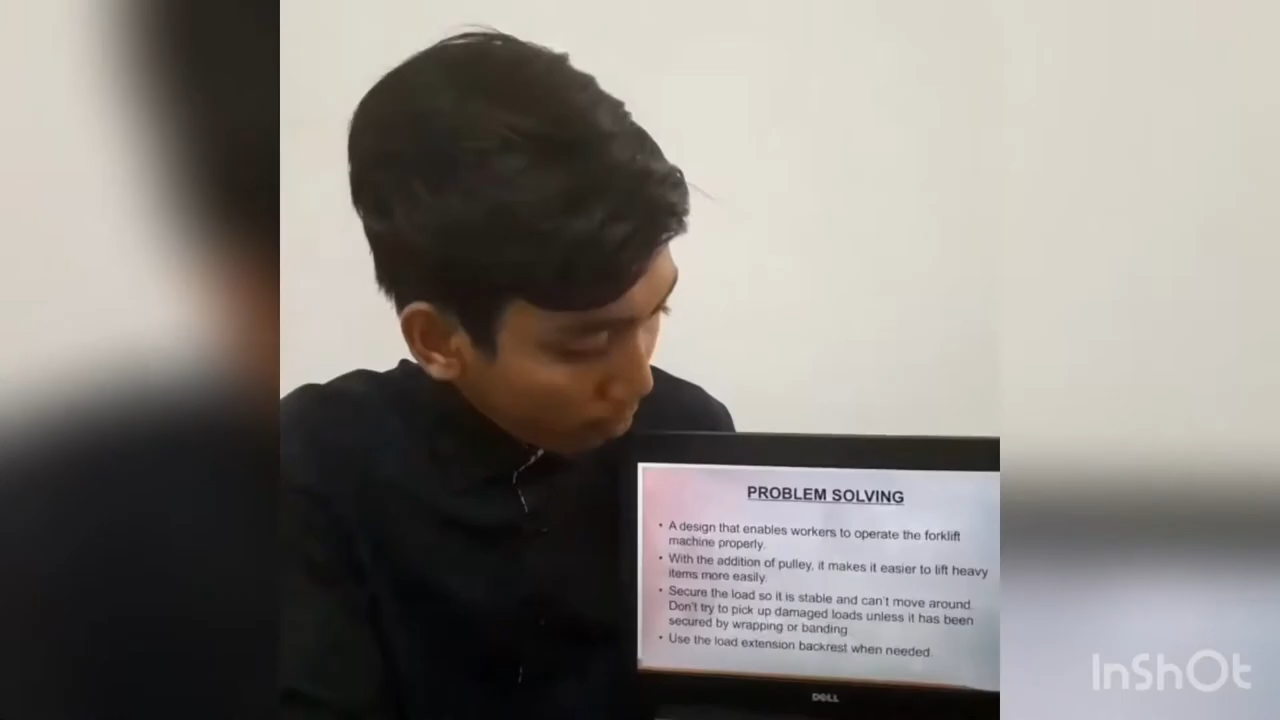 PROBLEM SOLVING
• A design that enables workers to operate the forklift
machine properly.
• With the addition of pulley, it makes it easier to lift heavy
items more easily.
• Secure the load so it is stable and can't move around.
Don't try to pick up damaged loads unless it has been
secured by wrapping or banding.
• Use the load extension backrest when needed.
DELL
InShOt